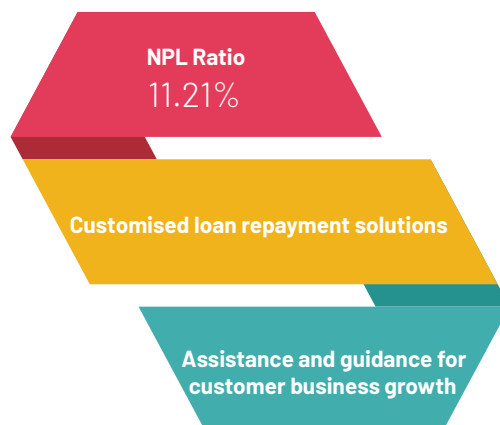 NPL Ratio
11.21%
Customised loan repayment solutions
Assistance and guidance for
customer business growth